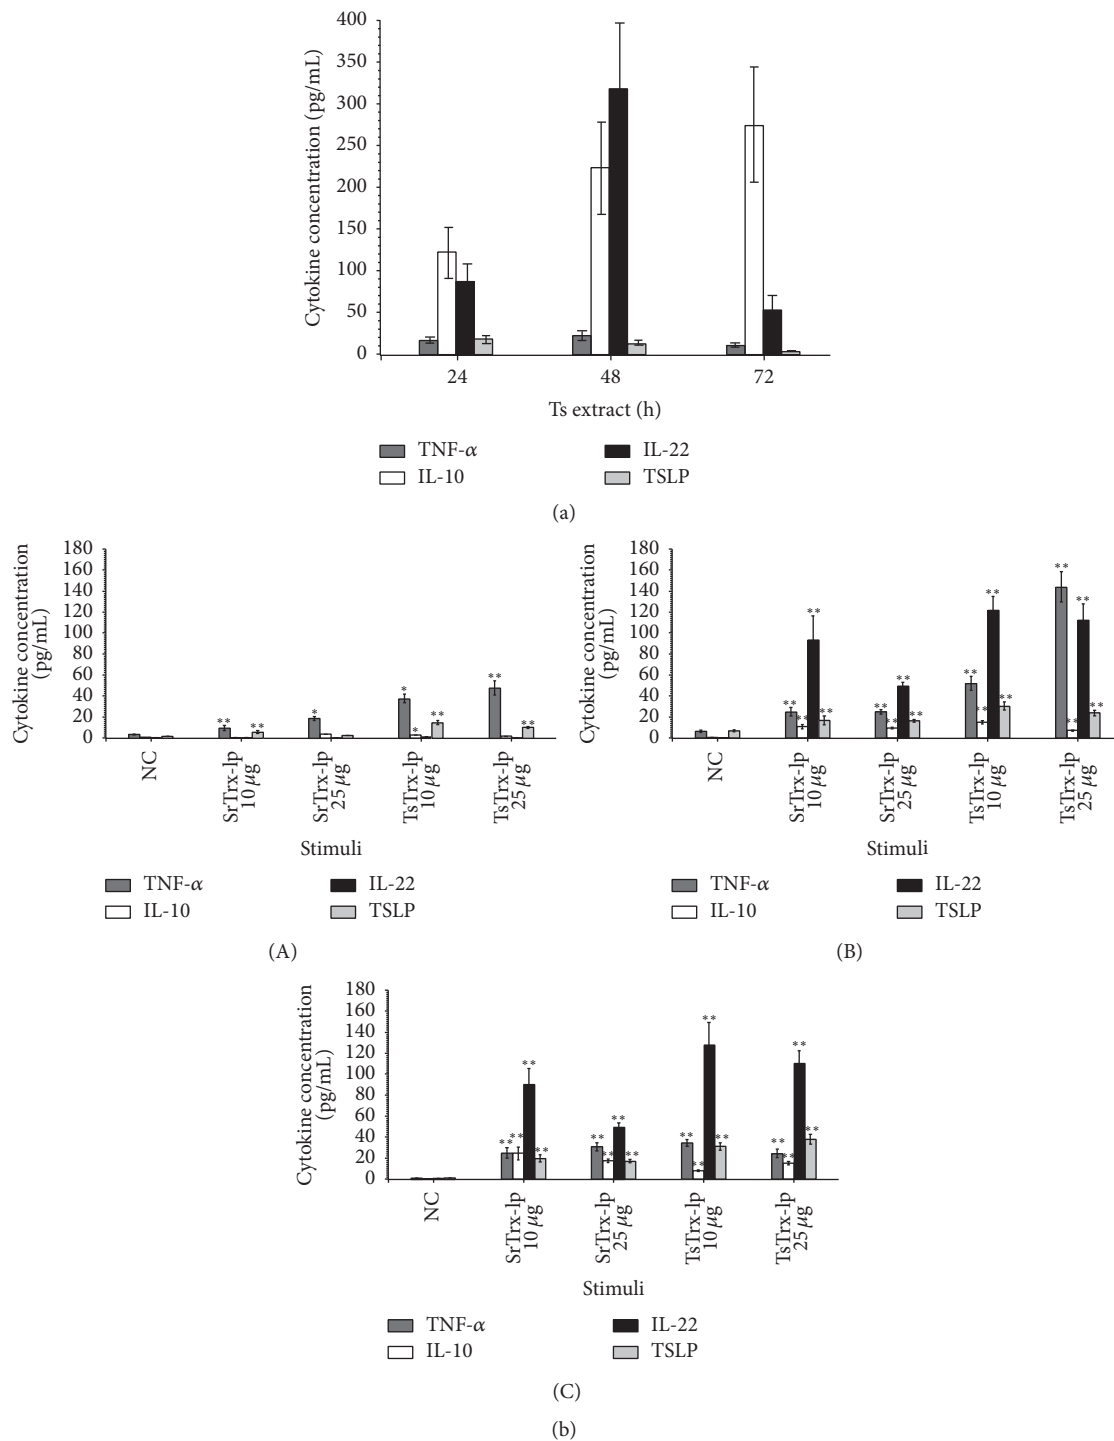 400
350
300
250
200
150
100
50
0
Cytokine concentration (pg/mL)
24 48 72
Ts extract (h)
TNF-α IL-22
IL-10 TSLP
(a)
180
160
140
120
100
80
60
40
20
0
Cytokine concentration
(pg/mL)
** ** * * * ** ** **
NC
SrTrx-lp
10 μg
SrTrx-lp
25 μg
TsTrx-lp
10 μg
TsTrx-lp
25 μg
Stimuli
TNF-α IL-22
IL-10 TSLP
(A)
180
160
140
120
100
80
60
40
20
0
Cytokine concentration
(pg/mL)
** ** ** ** ** ** ** ** ** ** ** ** ** ** ** **
NC
SrTrx-lp
10 μg
SrTrx-lp
25 μg
TsTrx-lp
10 μg
TsTrx-lp
25 μg
Stimuli
TNF-α IL-22
IL-10 TSLP
(B)
180
160
140
120
100
80
60
40
20
0
Cytokine concentration
(pg/mL)
** ** ** ** ** ** ** ** ** ** ** ** ** ** ** **
NC
SrTrx-lp
10 μg
SrTrx-lp
25 μg
TsTrx-lp
10 μg
TsTrx-lp
25 μg
Stimuli
TNF-α IL-22
IL-10 TSLP
(C)
(b)